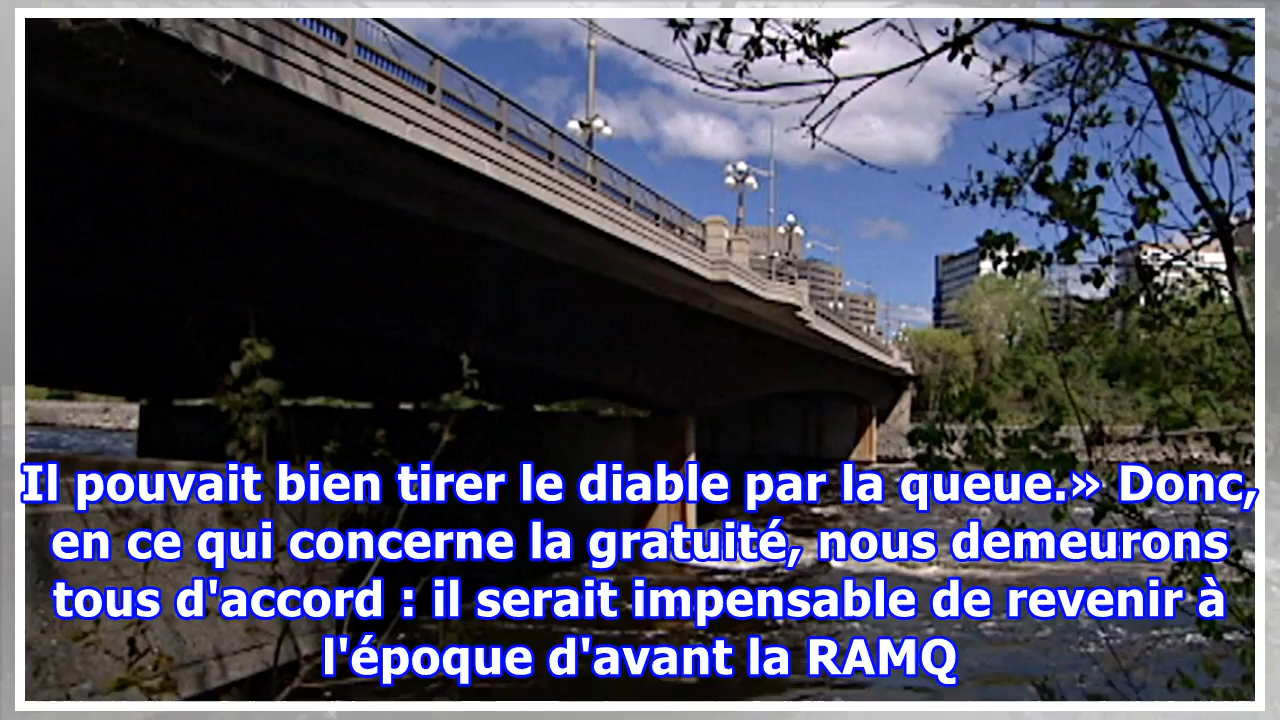 Il pouvait bien tirer le diable par la queue.» Donc,
en ce qui concerne la gratuité, nous demeurons
tous d'accord : il serait impensable de revenir à
l'époque d'avant la RAMQ